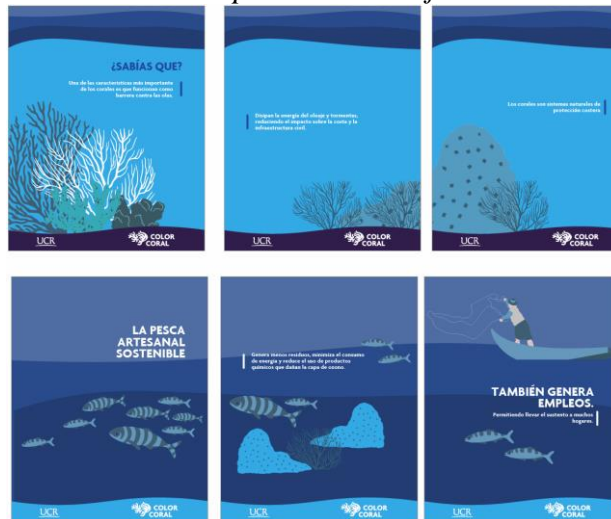 ¿SABÍAS QUE?
Una de las características más importante
de los corales es que funcionan como
barrera contra las olas.
UCR
COLOR
CORAL
Disipan la energía del oleaje y tormentas,
reduciendo el impacto sobre la costa y la
infraestructura civil.
UCR
COLOR
CORAL
Los corales son sistemas naturales de
protección costera.
UCR
COLOR
CORAL
LA PESCA
ARTESANAL
SOSTENIBLE
UCR
COLOR
CORAL
Genera menos residuos, minimiza el consumo
de energía y reduce el uso de productos
químicos que dañan la capa de ozono.
UCR
COLOR
CORAL
TAMBIÉN GENERA
EMPLEOS.
Permitiendo llevar el sustento a muchos
hogares.
UCR
COLOR
CORAL